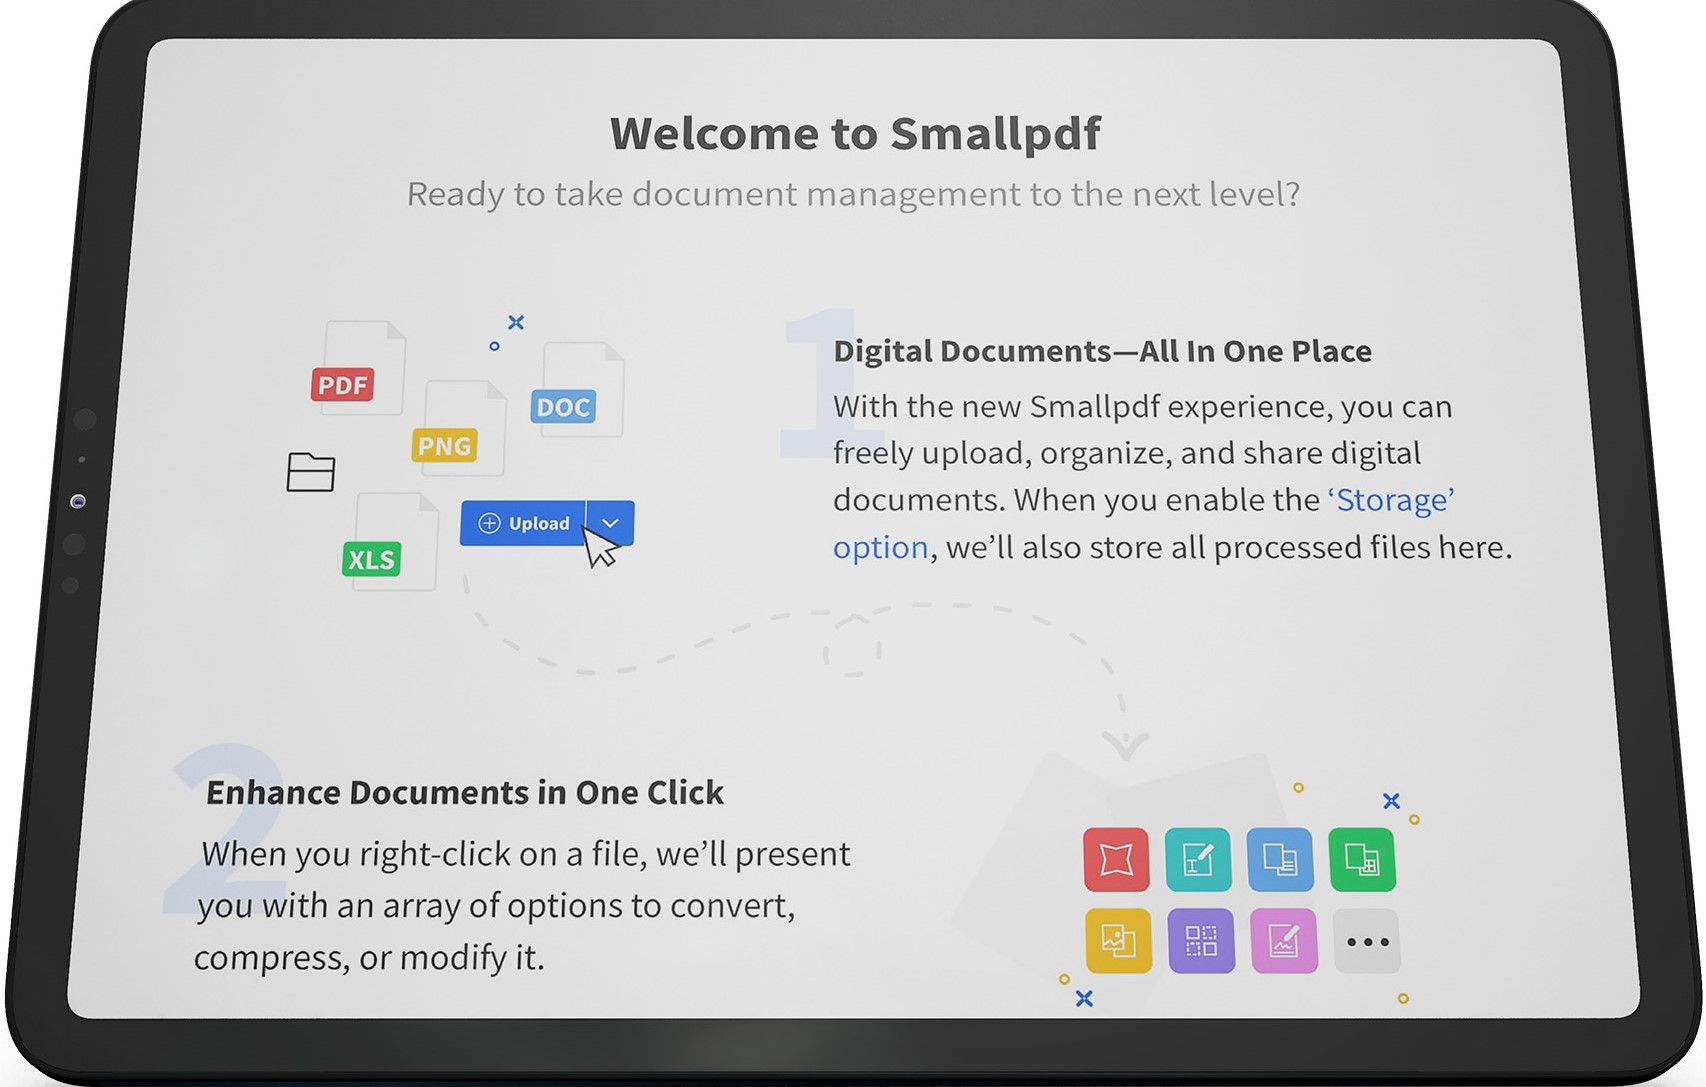 Welcome to Smallpdf
Ready to take document management to the next level?
PDF
DOC
PNG
XLS
Upload
1
Digital Documents—All In One Place
With the new Smallpdf experience, you can
freely upload, organize, and share digital
documents. When you enable the ‘Storage’
option, we’ll also store all processed files here.
2
Enhance Documents in One Click
When you right-click on a file, we’ll present
you with an array of options to convert,
compress, or modify it.